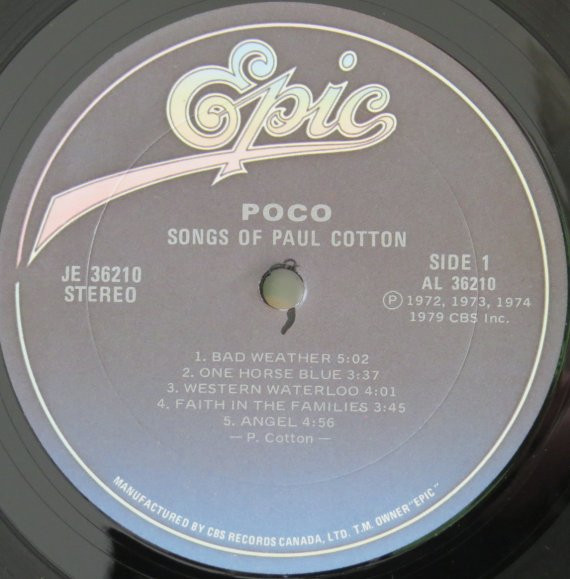 Epic
POCO
SONGS OF PAUL COTTON
JE 36210
STEREO
SIDE 1
AL 36210
Ⓟ 1972, 1973, 1974
1979 CBS Inc.
1. BAD WEATHER 5:02
2. ONE HORSE BLUE 3:37
3. WESTERN WATERLOO 4:01
4. FAITH IN THE FAMILIES 3:45
5. ANGEL 4:56
— P. Cotton —
MANUFACTURED BY CBS RECORDS CANADA, LTD. T.M. OWNER "EPIC"